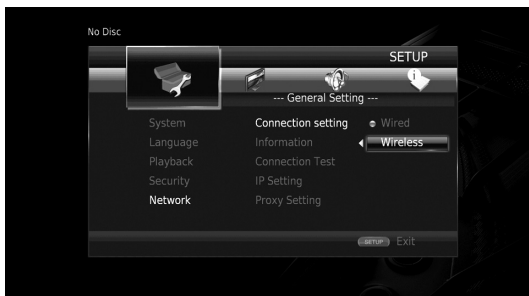 No Disc
SETUP
--- General Setting ---
System
Connection setting
Wired
Language
Information
Wireless
Playback
Connection Test
Security
IP Setting
Network
Proxy Setting
SETUP Exit